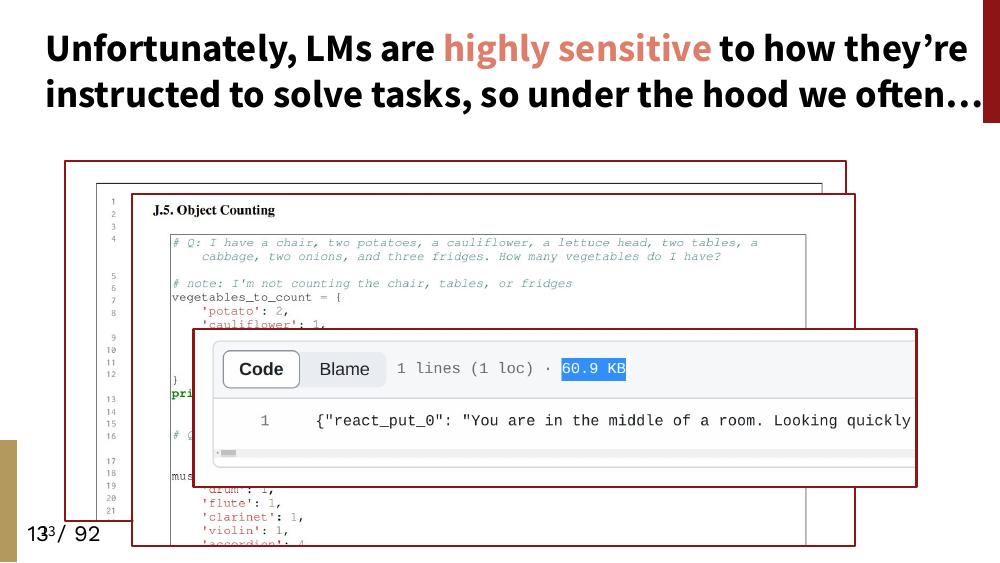 Unfortunately, LMs are highly sensitive to how they’re
instructed to solve tasks, so under the hood we often…
1
2
3
4
5
6
7
8
9
10
11
12
13
14
15
16
17
18
19
20
21
J.5. Object Counting
# Q: I have a chair, two potatoes, a cauliflower, a lettuce head, two tables, a
cabbage, two onions, and three fridges. How many vegetables do I have?
# note: I'm not counting the chair, tables, or fridges
vegetables_to_count = {
'potato': 2,
'cauliflower': 1,
}
pri
# Q
mus
Code Blame 1 lines (1 loc) · 60.9 KB
1 {"react_put_0": "You are in the middle of a room. Looking quickly
'drum': 1,
'flute': 1,
'clarinet': 1,
'violin': 1,
'accordion': 4
13 / 92